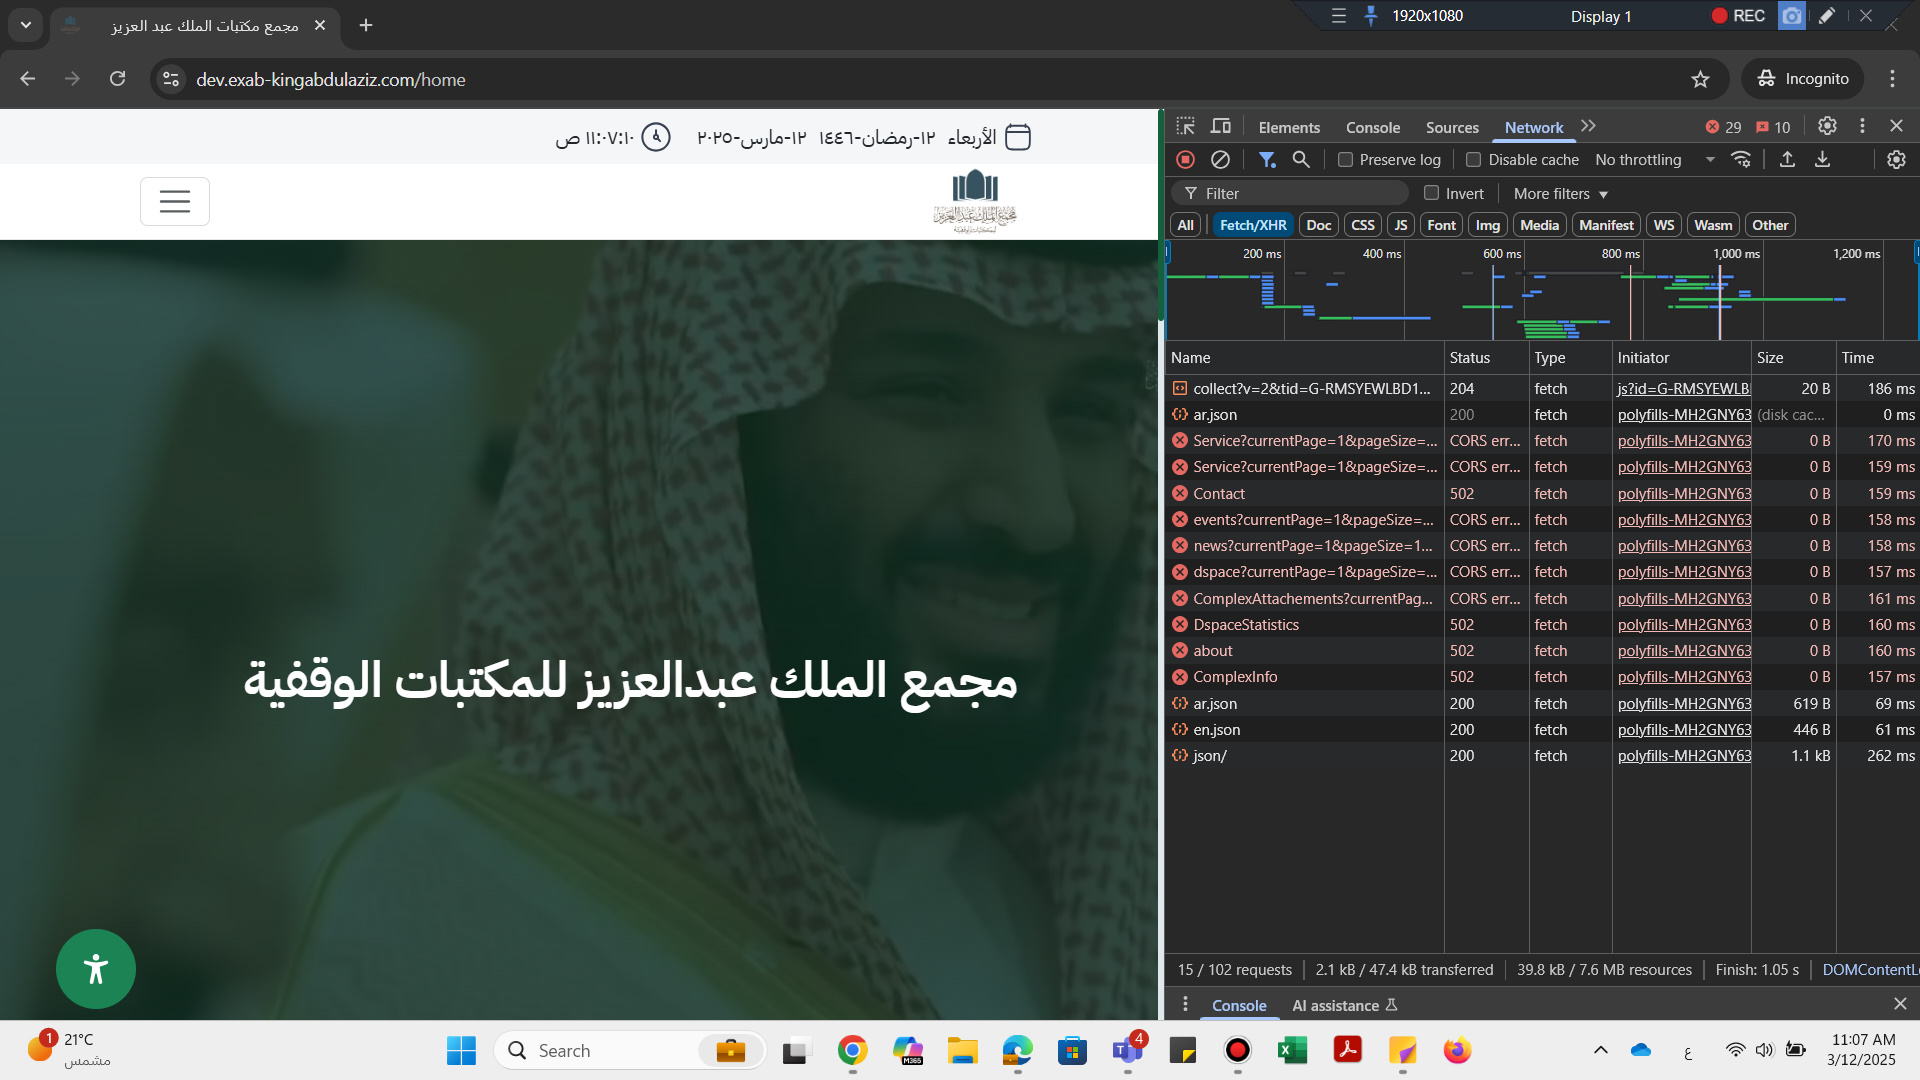 مجمع مكتبات الملك عبد العزيز
1920x1080
Display 1
REC
dev.exab-kingabdulaziz.com/home
Incognito
الأربعاء ١٢-رمضان-١٤٤٦ ١٢-مارس-٢٠٢٥ ١١:٠٧:١٠ ص
مجمع الملك عبدالعزيز
للمكتبات الوقفية
مجمع الملك عبدالعزيز للمكتبات الوقفية
Elements Console Sources Network 29 10
Preserve log Disable cache No throttling
Filter Invert More filters
All Fetch/XHR Doc CSS JS Font Img Media Manifest WS Wasm Other
200 ms 400 ms 600 ms 800 ms 1,000 ms 1,200 ms
Name Status Type Initiator Size Time
collect?v=2&tid=G-RMSYEWLBD1... 204 fetch js?id=G-RMSYEWLB 20 B 186 ms
ar.json 200 fetch polyfills-MH2GNY63 (disk cac... 0 ms
Service?currentPage=1&pageSize=... CORS err... fetch polyfills-MH2GNY63 0 B 170 ms
Service?currentPage=1&pageSize=... CORS err... fetch polyfills-MH2GNY63 0 B 159 ms
Contact 502 fetch polyfills-MH2GNY63 0 B 159 ms
events?currentPage=1&pageSize=... CORS err... fetch polyfills-MH2GNY63 0 B 158 ms
news?currentPage=1&pageSize=1... CORS err... fetch polyfills-MH2GNY63 0 B 158 ms
dspace?currentPage=1&pageSize=... CORS err... fetch polyfills-MH2GNY63 0 B 157 ms
ComplexAttachements?currentPag... CORS err... fetch polyfills-MH2GNY63 0 B 161 ms
DspaceStatistics 502 fetch polyfills-MH2GNY63 0 B 160 ms
about 502 fetch polyfills-MH2GNY63 0 B 160 ms
ComplexInfo 502 fetch polyfills-MH2GNY63 0 B 157 ms
ar.json 200 fetch polyfills-MH2GNY63 619 B 69 ms
en.json 200 fetch polyfills-MH2GNY63 446 B 61 ms
json/ 200 fetch polyfills-MH2GNY63 1.1 kB 262 ms
15 / 102 requests 2.1 kB / 47.4 kB transferred 39.8 kB / 7.6 MB resources Finish: 1.05 s DOMContentL
Console AI assistance
1
21°C
مشمس
Search
M365
4
ع
11:07 AM
3/12/2025